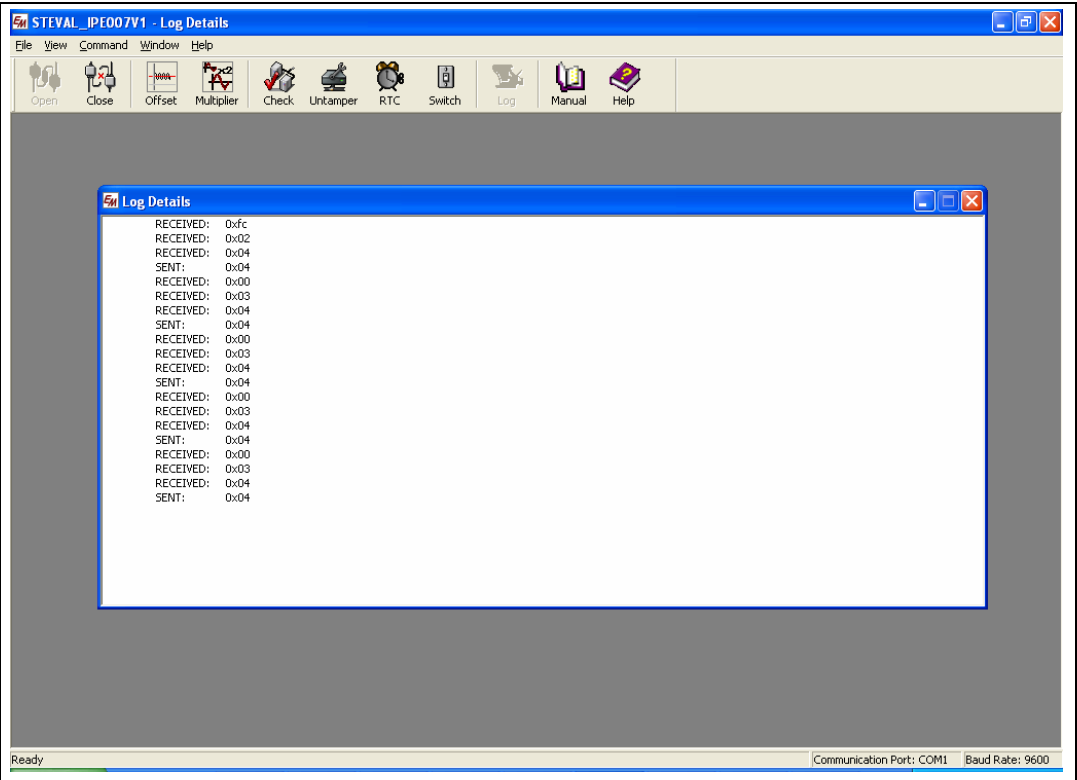 EM STEVAL_IPE007V1 - Log Details
File View Command Window Help
x2
Open Close Offset Multiplier Check Untamper RTC Switch Log Manual Help
EM Log Details
RECEIVED: 0xfc
RECEIVED: 0x02
RECEIVED: 0x04
SENT: 0x04
RECEIVED: 0x00
RECEIVED: 0x03
RECEIVED: 0x04
SENT: 0x04
RECEIVED: 0x00
RECEIVED: 0x03
RECEIVED: 0x04
SENT: 0x04
RECEIVED: 0x00
RECEIVED: 0x03
RECEIVED: 0x04
SENT: 0x04
RECEIVED: 0x00
RECEIVED: 0x03
RECEIVED: 0x04
SENT: 0x04
Ready Communication Port: COM1 Baud Rate: 9600